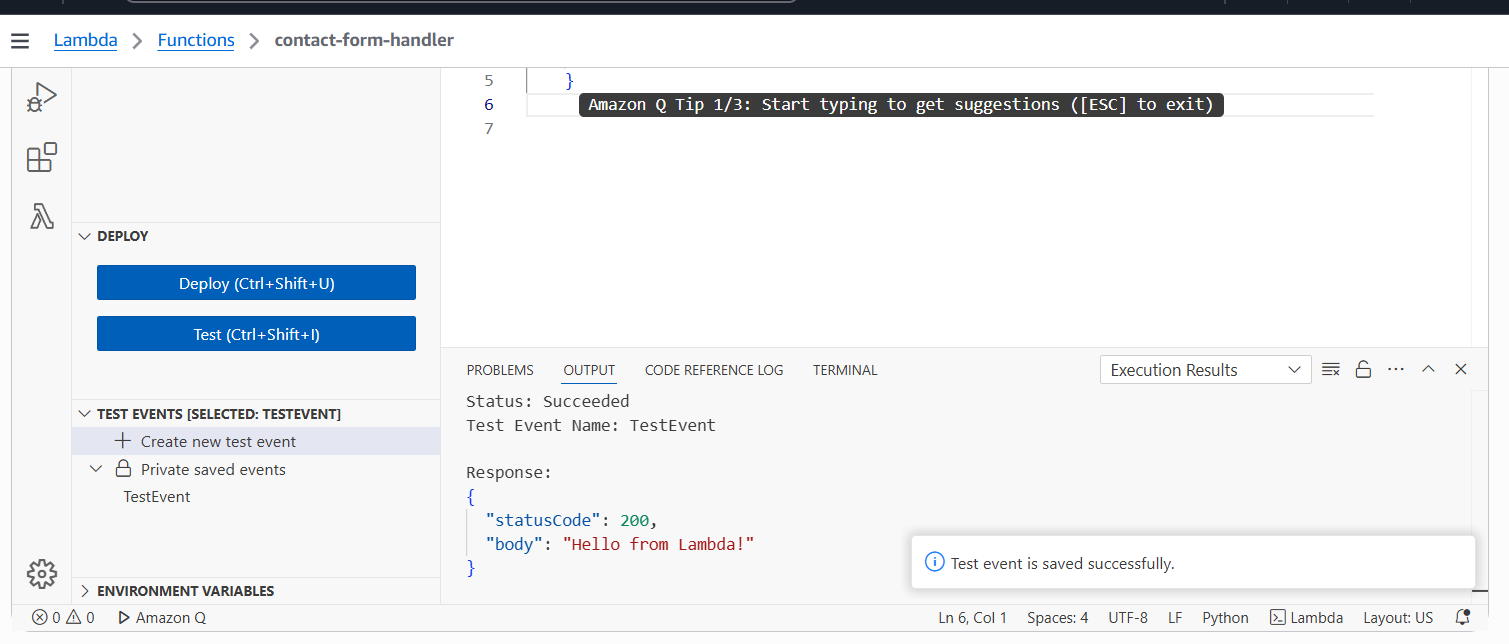 Lambda > Functions > contact-form-handler
5 }
6 Amazon Q Tip 1/3: Start typing to get suggestions ([ESC] to exit)
7
DEPLOY
Deploy (Ctrl+Shift+U)
Test (Ctrl+Shift+I)
TEST EVENTS [SELECTED: TESTEVENT]
Create new test event
Private saved events
TestEvent
ENVIRONMENT VARIABLES
PROBLEMS OUTPUT CODE REFERENCE LOG TERMINAL Execution Results
Status: Succeeded
Test Event Name: TestEvent
Response:
{
"statusCode": 200,
"body": "Hello from Lambda!"
}
Test event is saved successfully.
0 0 Amazon Q Ln 6, Col 1 Spaces: 4 UTF-8 LF Python Lambda Layout: US